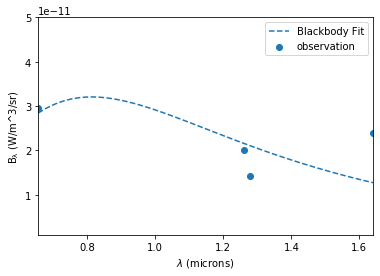 1e−11
5
4
3
2
1
B_λ (W/m^3/sr)
Blackbody Fit
observation
0.8 1.0 1.2 1.4 1.6
λ (microns)